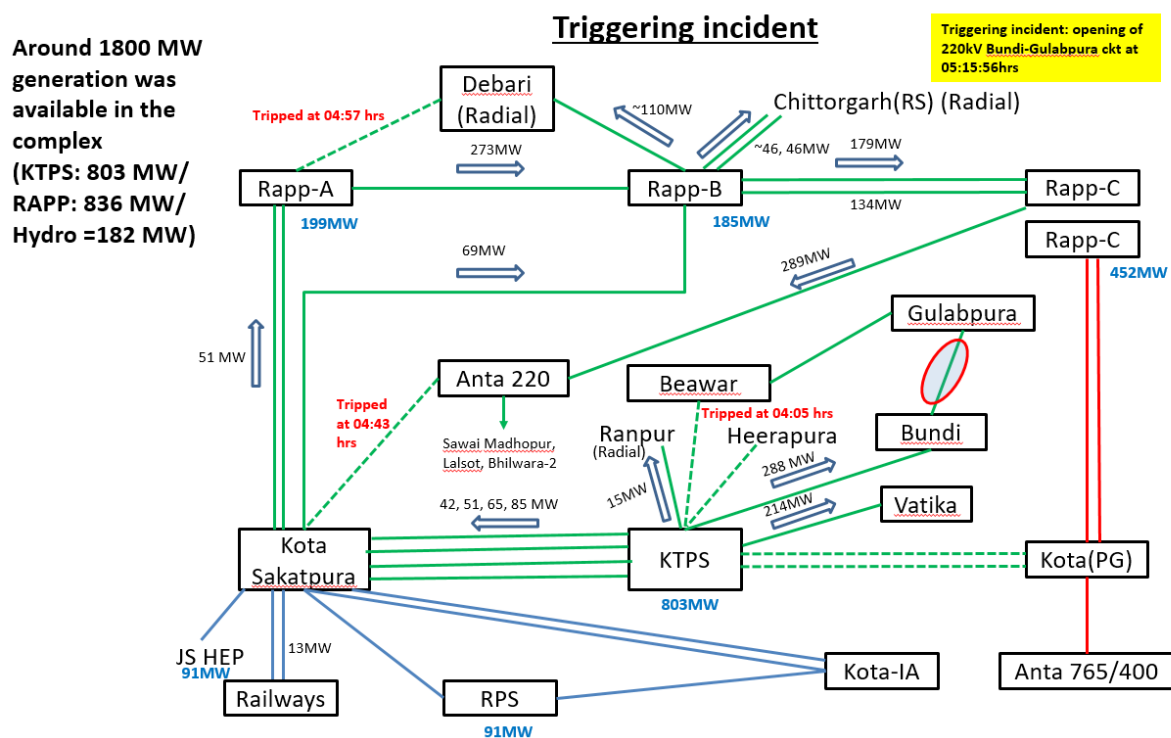 Triggering incident
Around 1800 MW
generation was
available in the
complex
(KTPS: 803 MW/
RAPP: 836 MW/
Hydro =182 MW)
Triggering incident: opening of
220kV Bundi-Gulabpura ckt at
05:15:56hrs
Debari
(Radial)
Tripped at 04:57 hrs
~110MW
Chittorgarh(RS) (Radial)
~46, 46MW
179MW
273MW
Rapp-A
Rapp-B
Rapp-C
134MW
199MW
185MW
Rapp-C
452MW
69MW
289MW
Gulabpura
51 MW
Anta 220
Beawar
Tripped
at 04:43
hrs
Tripped at 04:05 hrs
Sawai Madhopur,
Lalsot, Bhilwara-2
Ranpur
(Radial)
Heerapura
Bundi
288 MW
15MW
214MW
Vatika
42, 51, 65, 85 MW
Kota
Sakatpura
KTPS
Kota(PG)
803MW
JS HEP
91MW
13MW
Railways
RPS
91MW
Kota-IA
Anta 765/400